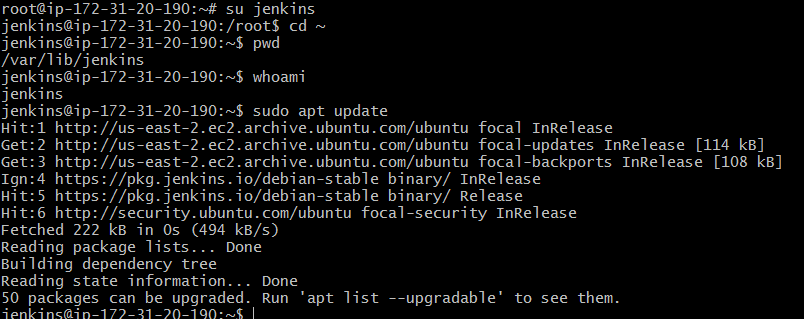 root@ip-172-31-20-190:~# su jenkins
jenkins@ip-172-31-20-190:/root$ cd ~
jenkins@ip-172-31-20-190:~$ pwd
/var/lib/jenkins
jenkins@ip-172-31-20-190:~$ whoami
jenkins
jenkins@ip-172-31-20-190:~$ sudo apt update
Hit:1 http://us-east-2.ec2.archive.ubuntu.com/ubuntu focal InRelease
Get:2 http://us-east-2.ec2.archive.ubuntu.com/ubuntu focal-updates InRelease [114 kB]
Get:3 http://us-east-2.ec2.archive.ubuntu.com/ubuntu focal-backports InRelease [108 kB]
Ign:4 https://pkg.jenkins.io/debian-stable binary/ InRelease
Hit:5 https://pkg.jenkins.io/debian-stable binary/ Release
Hit:6 http://security.ubuntu.com/ubuntu focal-security InRelease
Fetched 222 kB in 0s (494 kB/s)
Reading package lists... Done
Building dependency tree
Reading state information... Done
50 packages can be upgraded. Run 'apt list --upgradable' to see them.
jenkins@ip-172-31-20-190:~$